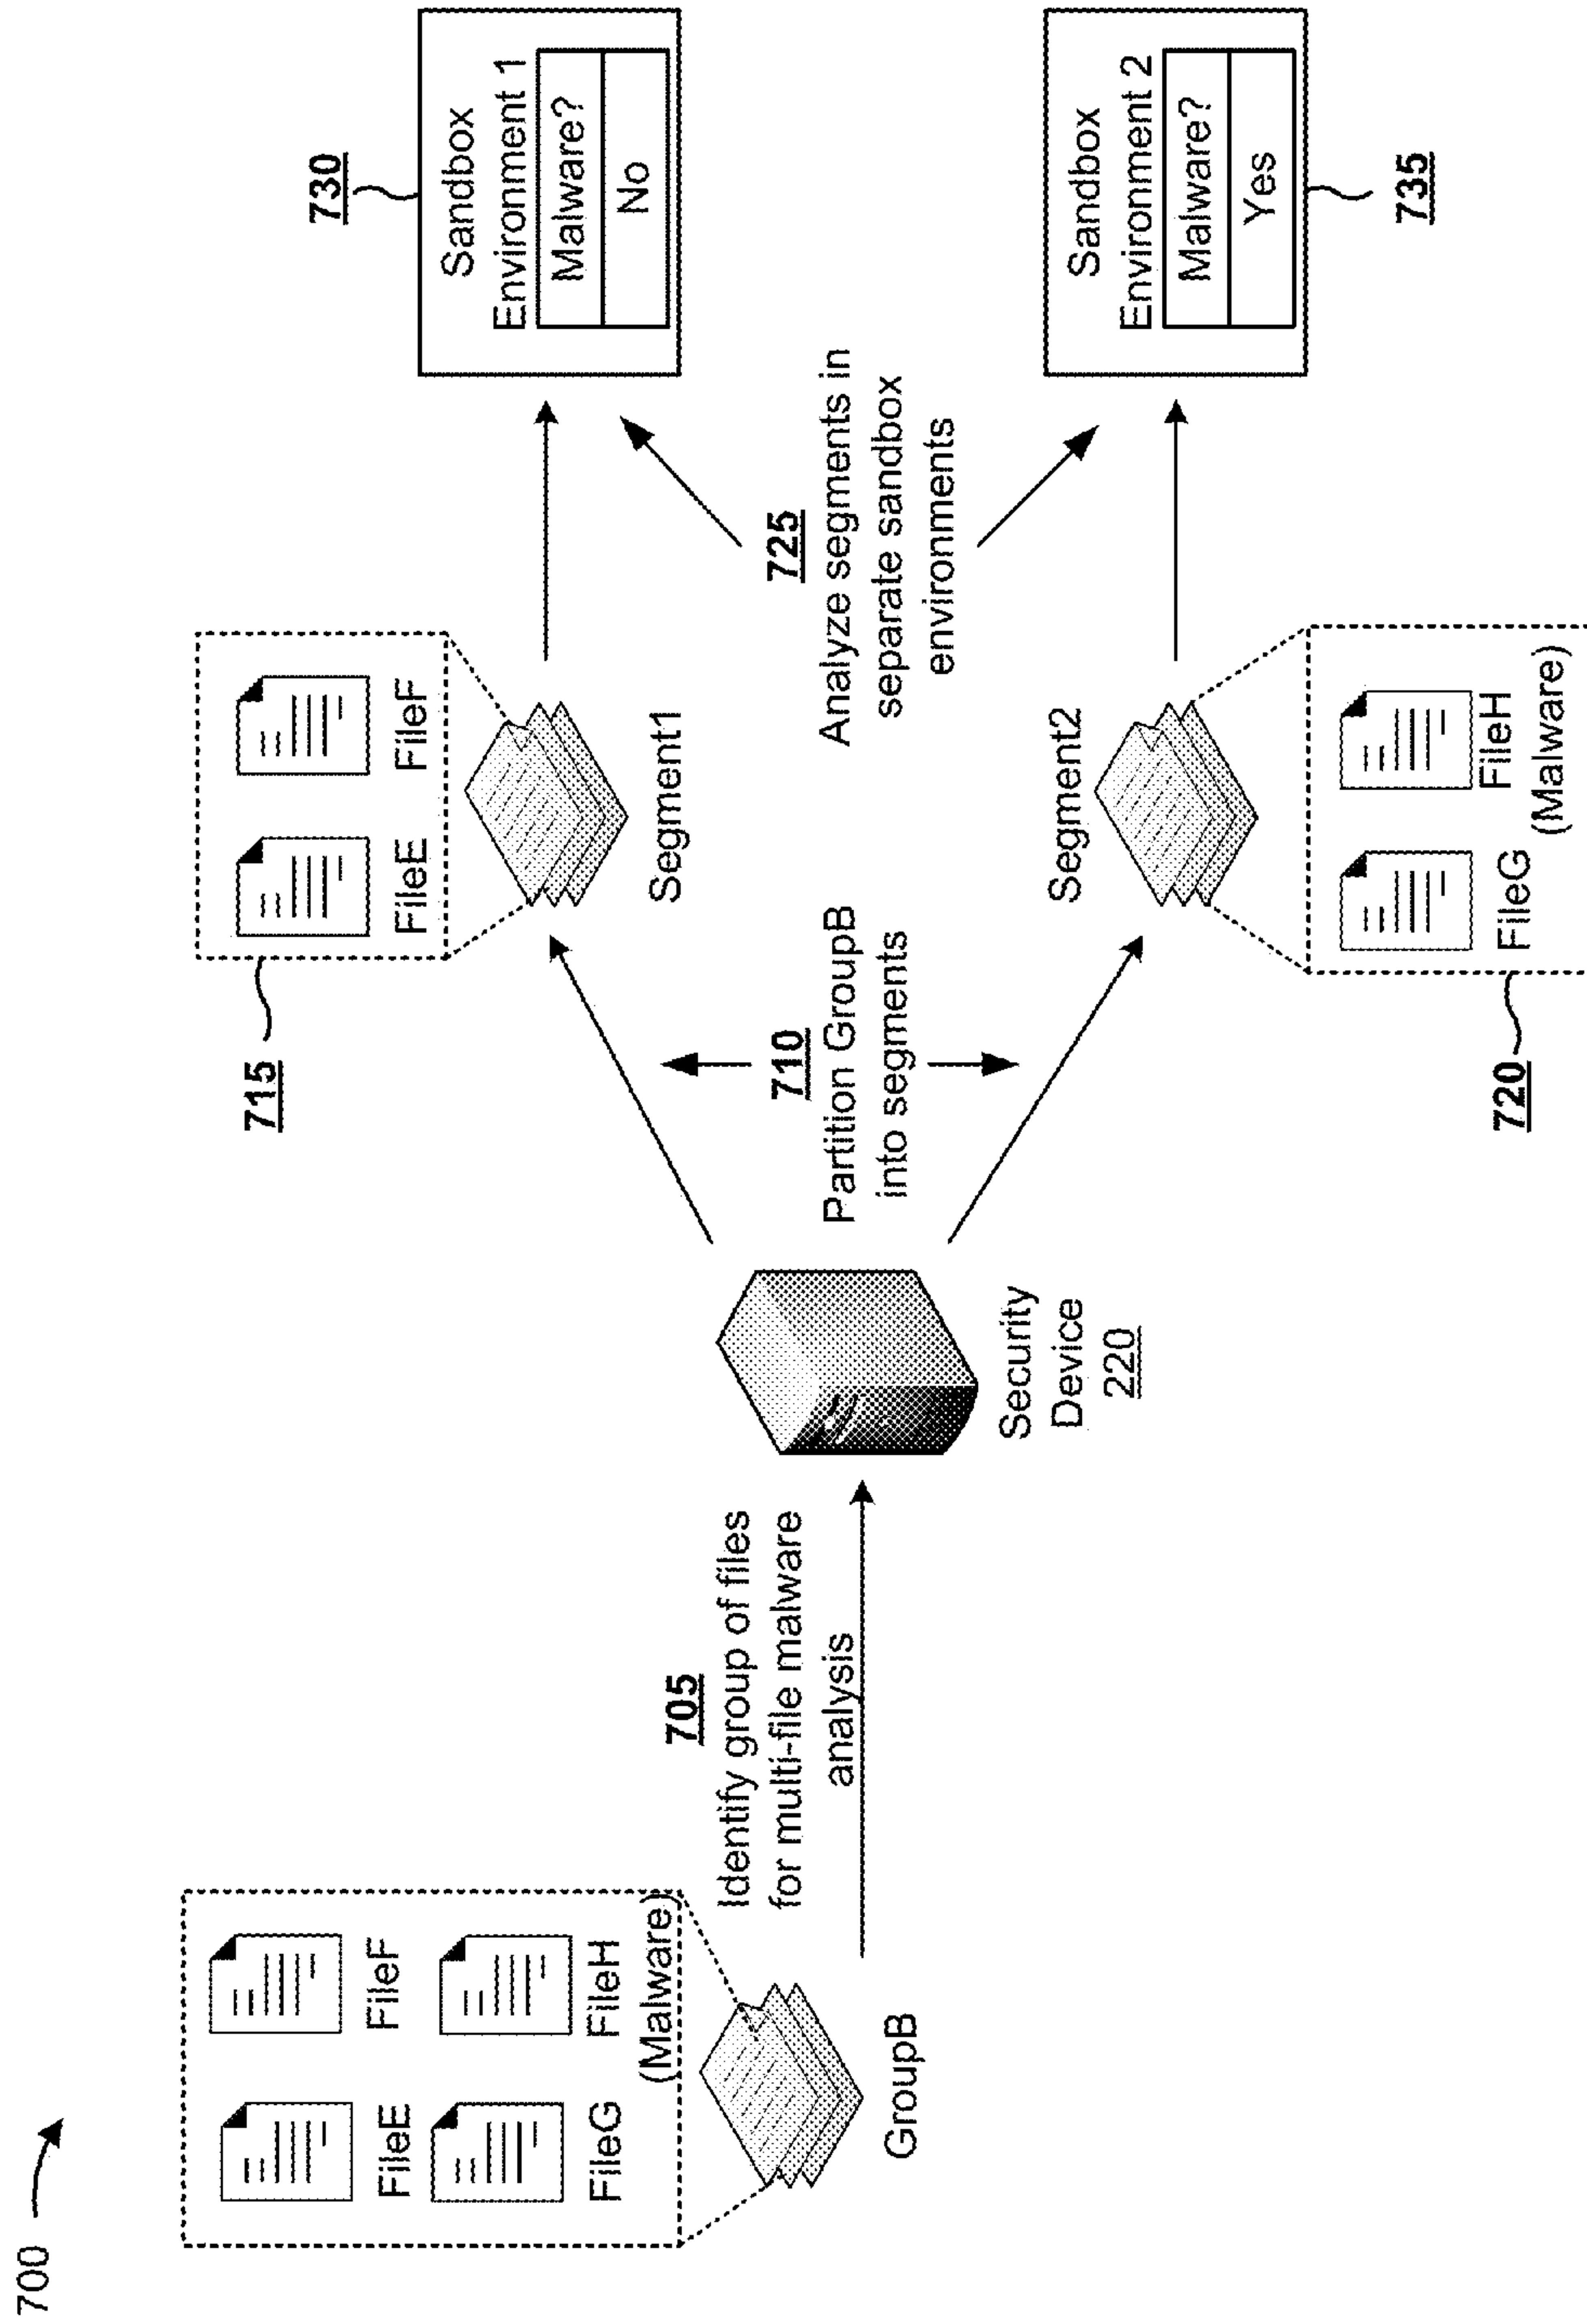 700
FileE
FileF
FileG
FileH
(Malware)
GroupB
705
Identify group of files
for multi-file malware
analysis
Security
Device
220
710
Partition GroupB
into segments
715
FileE
FileF
Segment1
Segment2
720
FileG
FileH
(Malware)
725
Analyze segments in
separate sandbox
environments
730
Sandbox
Environment 1
Malware?
No
Sandbox
Environment 2
Malware?
Yes
735